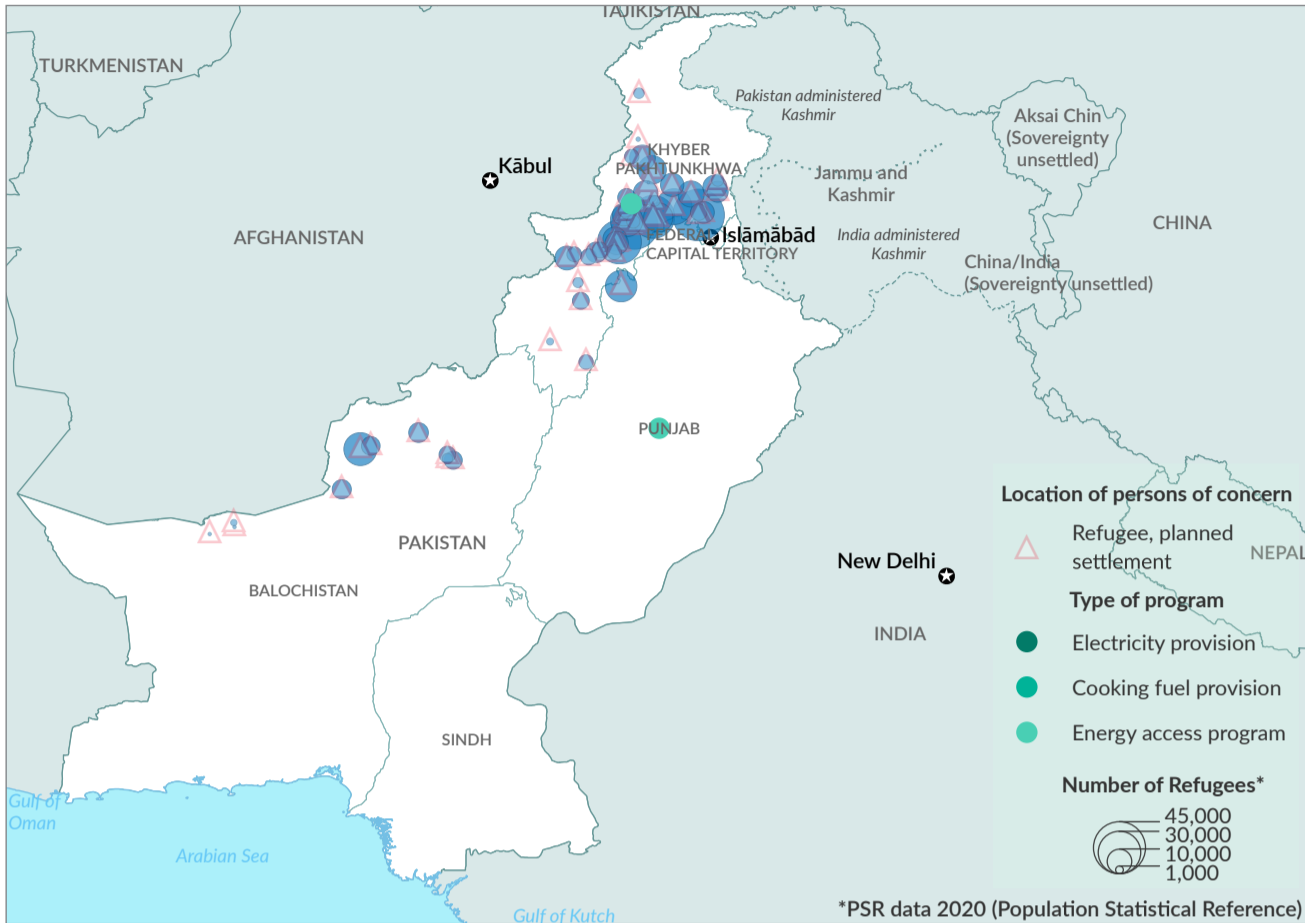 TAJIKISTAN
TURKMENISTAN
Pakistan administered
Kashmir
Aksai Chin
(Sovereignty
unsettled)
KHYBER
PAKHTUNKHWA
Kābul
Jammu and
Kashmir
CHINA
AFGHANISTAN
Islāmābād
FEDERAL
CAPITAL TERRITORY
India administered
Kashmir
China/India
(Sovereignty unsettled)
PUNJAB
PAKISTAN
BALOCHISTAN
New Delhi
INDIA
NEPAL
SINDH
Gulf of
Oman
Arabian Sea
Gulf of Kutch
Location of persons of concern
Refugee, planned
settlement
Type of program
Electricity provision
Cooking fuel provision
Energy access program
Number of Refugees*
45,000
30,000
10,000
1,000
*PSR data 2020 (Population Statistical Reference)